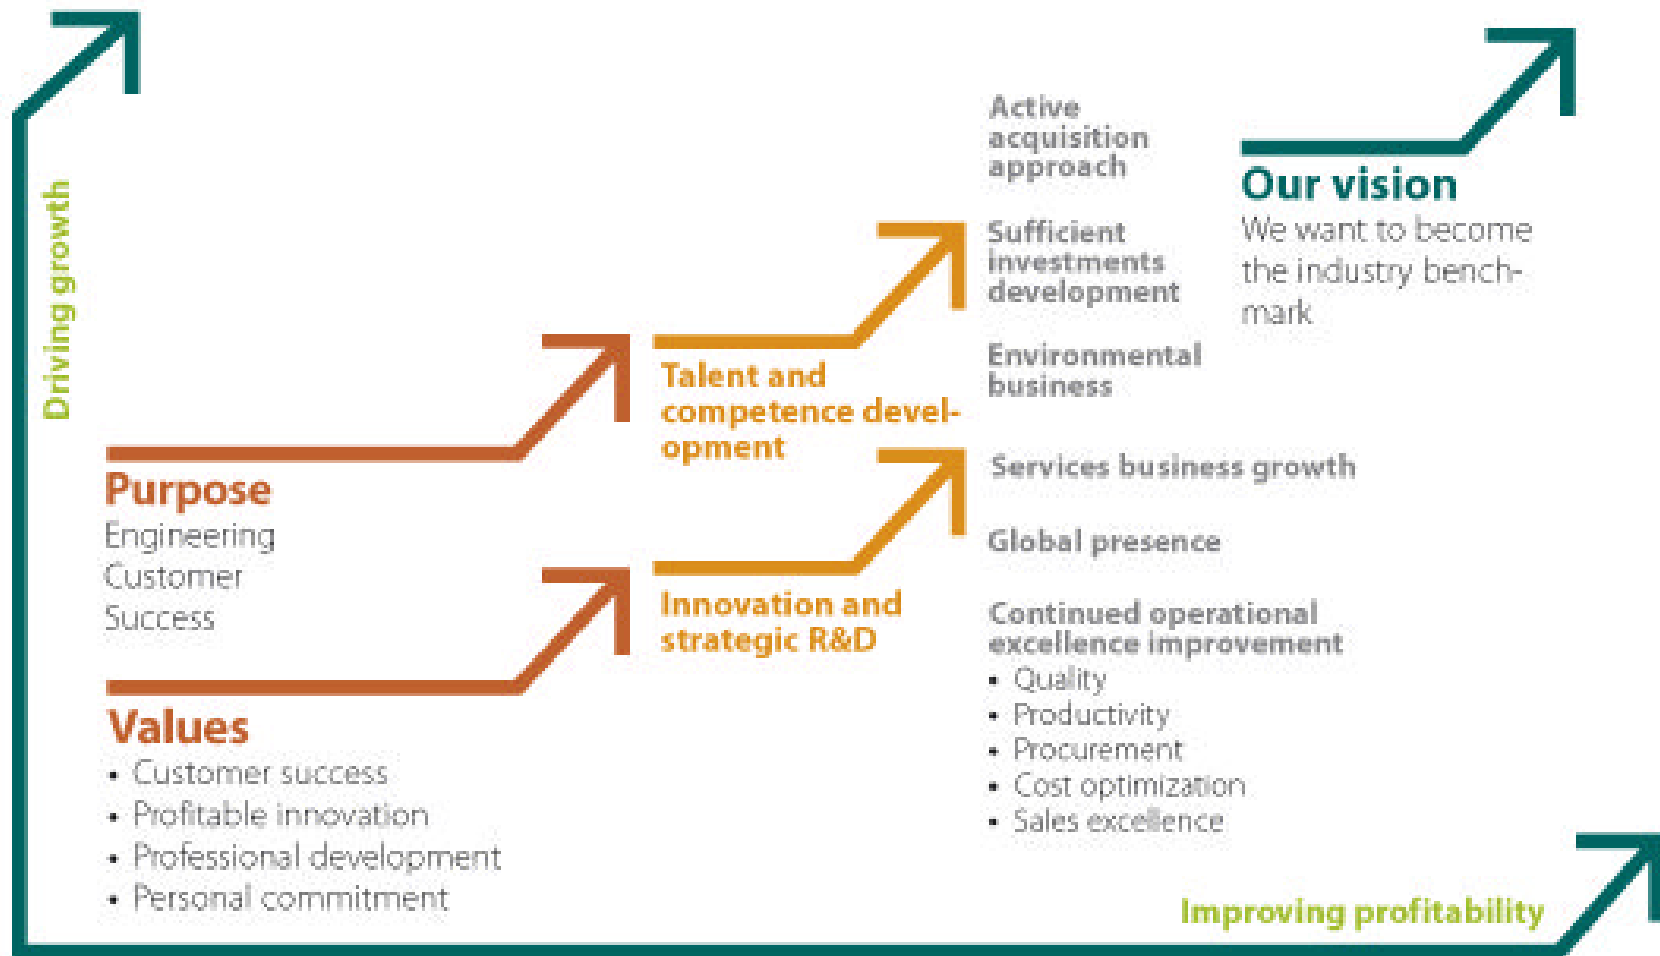 Driving growth
Purpose
Engineering
Customer
Success
Values
• Customer success
• Profitable innovation
• Professional development
• Personal commitment
Talent and
competence devel-
opment
Innovation and
strategic R&D
Active
acquisition
approach
Sufficient
investments
development
Environmental
business
Services business growth
Global presence
Continued operational
excellence improvement
• Quality
• Productivity
• Procurement
• Cost optimization
• Sales excellence
Our vision
We want to become
the industry bench-
mark
Improving profitability